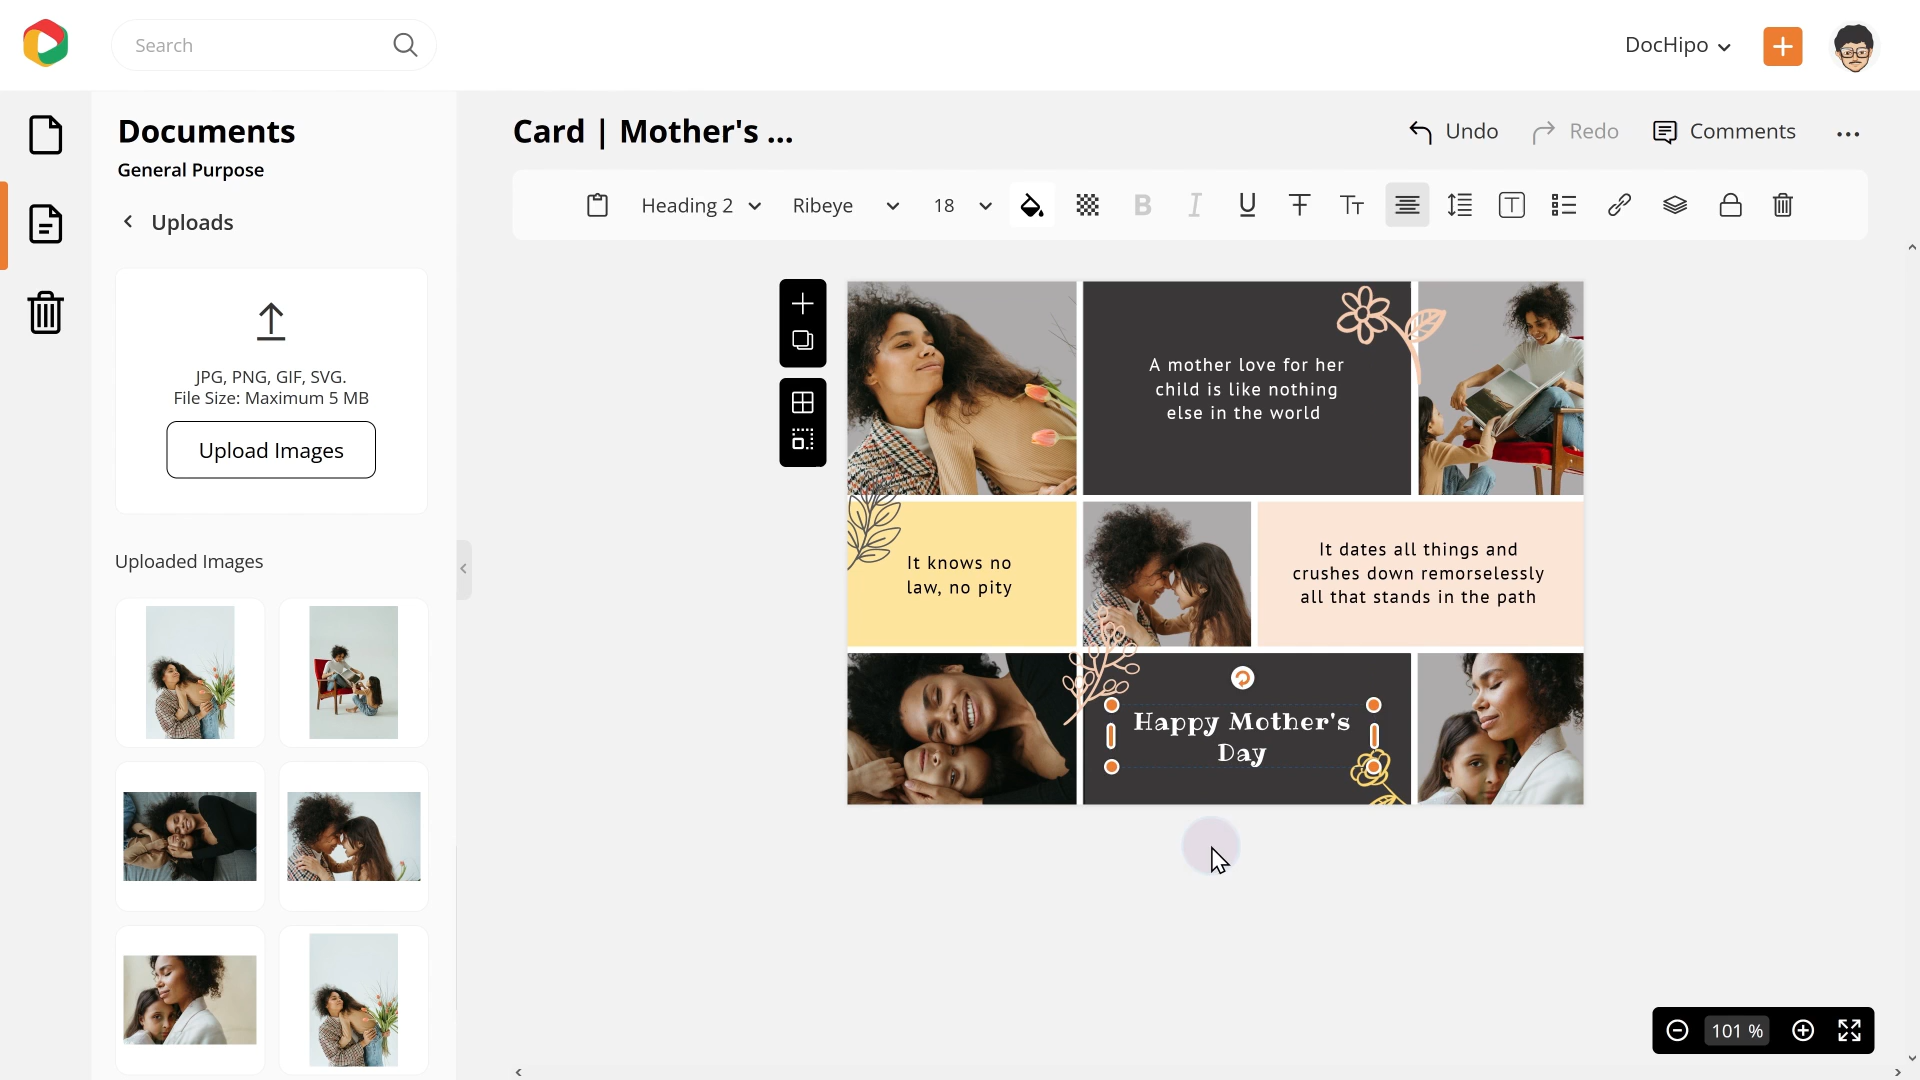 Search
DocHipo
Documents
General Purpose
Uploads
JPG, PNG, GIF, SVG.
File Size: Maximum 5 MB
Upload Images
Uploaded Images
Card | Mother's ...
Undo
Redo
Comments
Heading 2
Ribeye
18
B
I
U
T
TT
T
A mother love for her
child is like nothing
else in the world
It knows no
law, no pity
It dates all things and
crushes down remorselessly
all that stands in the path
Happy Mother's
Day
101 %